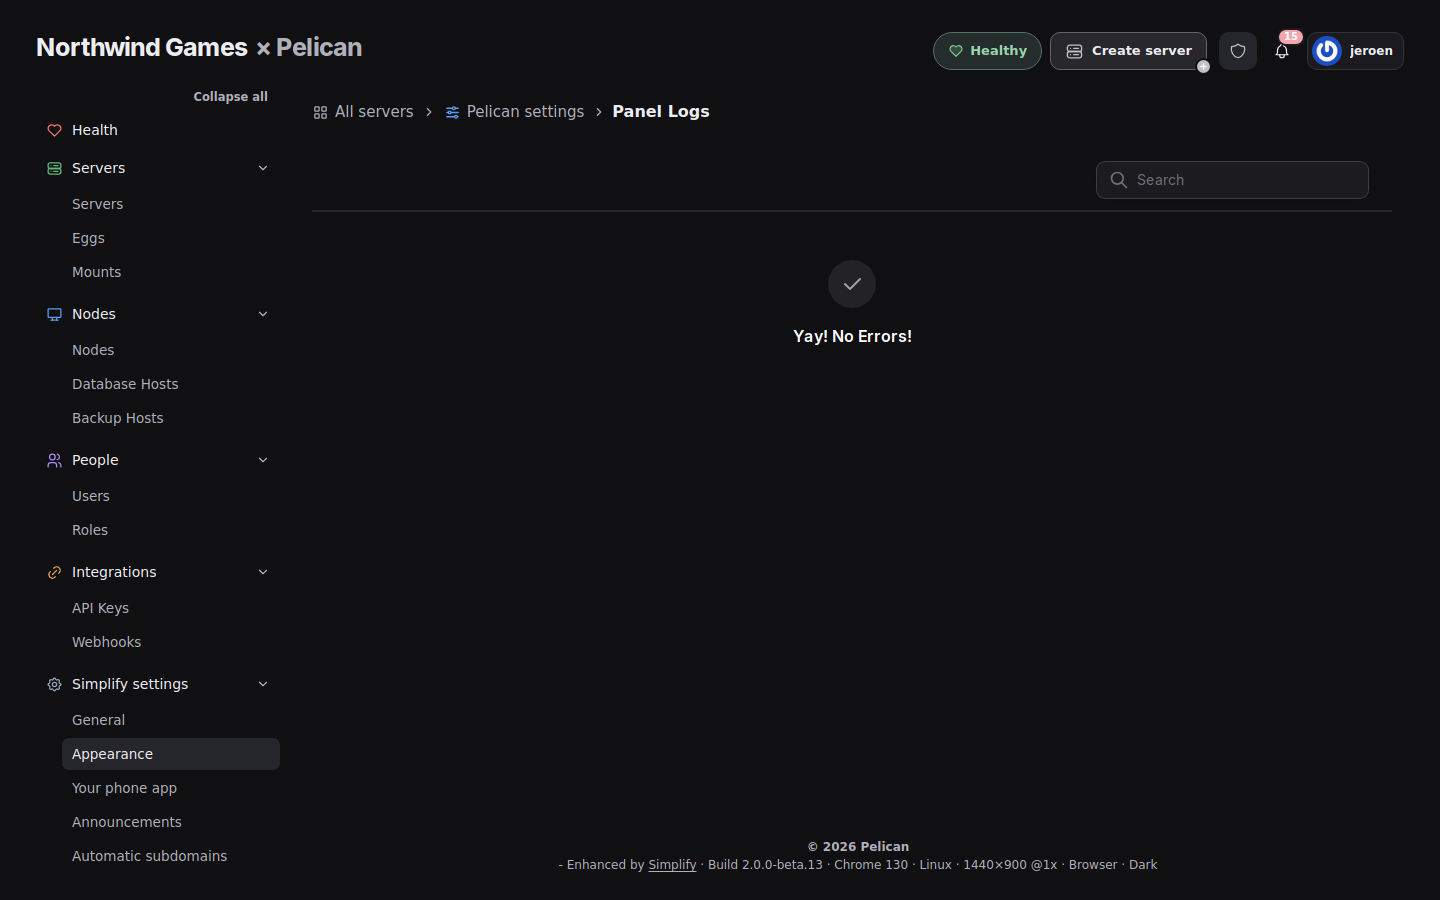 Northwind Games × Pelican
Healthy
Create server
15
jeroen
Collapse all
All servers > Pelican settings > Panel Logs
Health
Servers
Servers
Eggs
Mounts
Nodes
Nodes
Database Hosts
Backup Hosts
People
Users
Roles
Integrations
API Keys
Webhooks
Simplify settings
General
Appearance
Your phone app
Announcements
Automatic subdomains
Search
Yay! No Errors!
© 2026 Pelican
- Enhanced by Simplify · Build 2.0.0-beta.13 · Chrome 130 · Linux · 1440×900 @1x · Browser · Dark